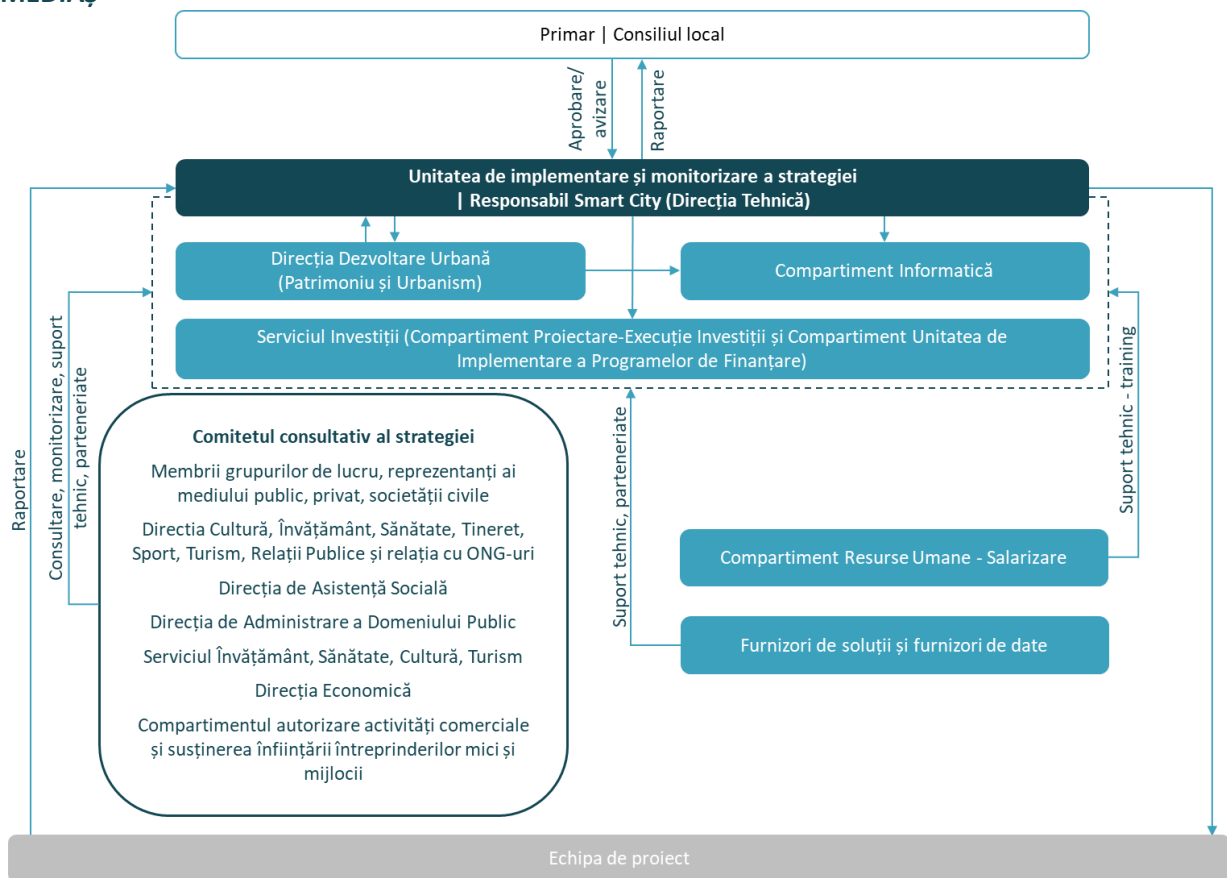 MEDIAȘ
Primar | Consiliul local
Aprobare/
avizare
Raportare
Unitatea de implementare și monitorizare a strategiei
| Responsabil Smart City (Direcția Tehnică)
Direcția Dezvoltare Urbană
(Patrimoniu și Urbanism)
Compartiment Informatică
Serviciul Investiții (Compartiment Proiectare-Execuție Investiții și Compartiment Unitatea de
Implementare a Programelor de Finanțare)
Raportare
Consultare, monitorizare, suport
tehnic, parteneriate
Comitetul consultativ al strategiei
Membrii grupurilor de lucru, reprezentanți ai
mediului public, privat, societății civile
Directia Cultură, Învățământ, Sănătate, Tineret,
Sport, Turism, Relații Publice și relația cu ONG-uri
Direcția de Asistență Socială
Direcția de Administrare a Domeniului Public
Serviciul Învățământ, Sănătate, Cultură, Turism
Direcția Economică
Compartimentul autorizare activități comerciale
și susținerea înființării întreprinderilor mici și
mijlocii
Suport tehnic, parteneriate
Suport tehnic - training
Compartiment Resurse Umane - Salarizare
Furnizori de soluții și furnizori de date
Echipa de proiect